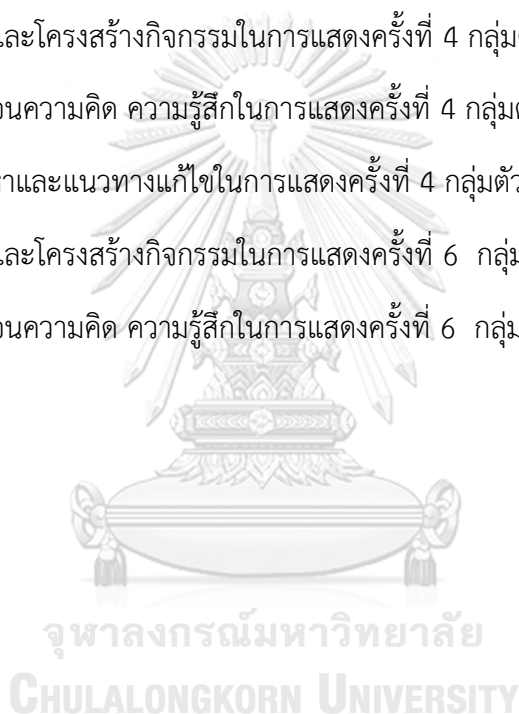 และโครงสร้างกิจกรรมในการแสดงครั้งที่ 4 กลุ่ม
ความคิด ความรู้สึกในการแสดงครั้งที่ 4 กลุ่ม
และแนวทางแก้ไขในการแสดงครั้งที่ 4 กลุ่มตัว
และโครงสร้างกิจกรรมในการแสดงครั้งที่ 6 กลุ่ม
ความคิด ความรู้สึกในการแสดงครั้งที่ 6 กลุ่ม
จุฬาลงกรณ์มหาวิทยาลัย
CHULALONGKORN UNIVERSITY